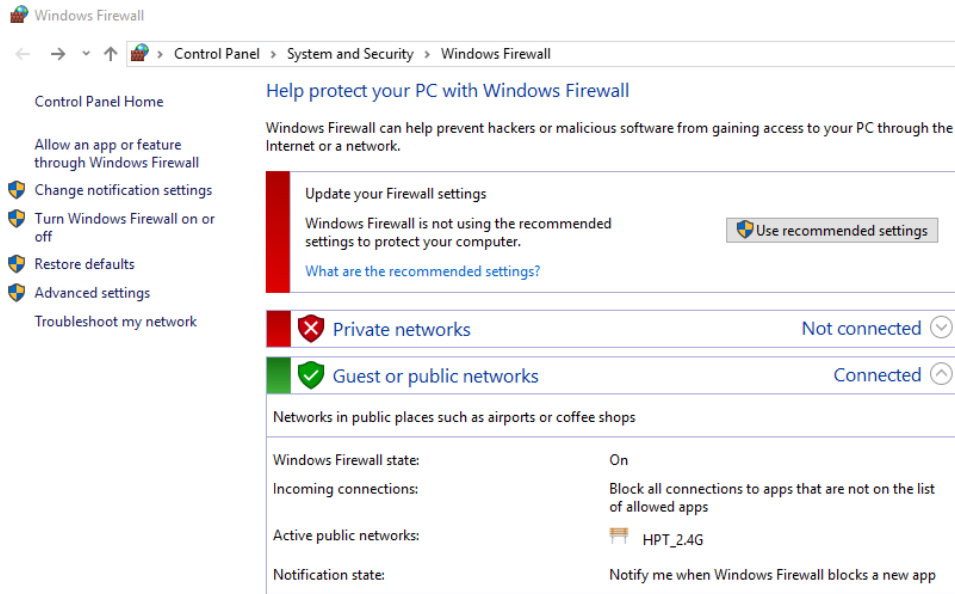 Windows Firewall
Control Panel > System and Security > Windows Firewall
Control Panel Home
Allow an app or feature
through Windows Firewall
Change notification settings
Turn Windows Firewall on or
off
Restore defaults
Advanced settings
Troubleshoot my network
Help protect your PC with Windows Firewall
Windows Firewall can help prevent hackers or malicious software from gaining access to your PC through the
Internet or a network.
Update your Firewall settings
Windows Firewall is not using the recommended
settings to protect your computer.
Use recommended settings
What are the recommended settings?
Private networks Not connected
Guest or public networks Connected
Networks in public places such as airports or coffee shops
Windows Firewall state: On
Incoming connections: Block all connections to apps that are not on the list
of allowed apps
Active public networks: HPT_2.4G
Notification state: Notify me when Windows Firewall blocks a new app